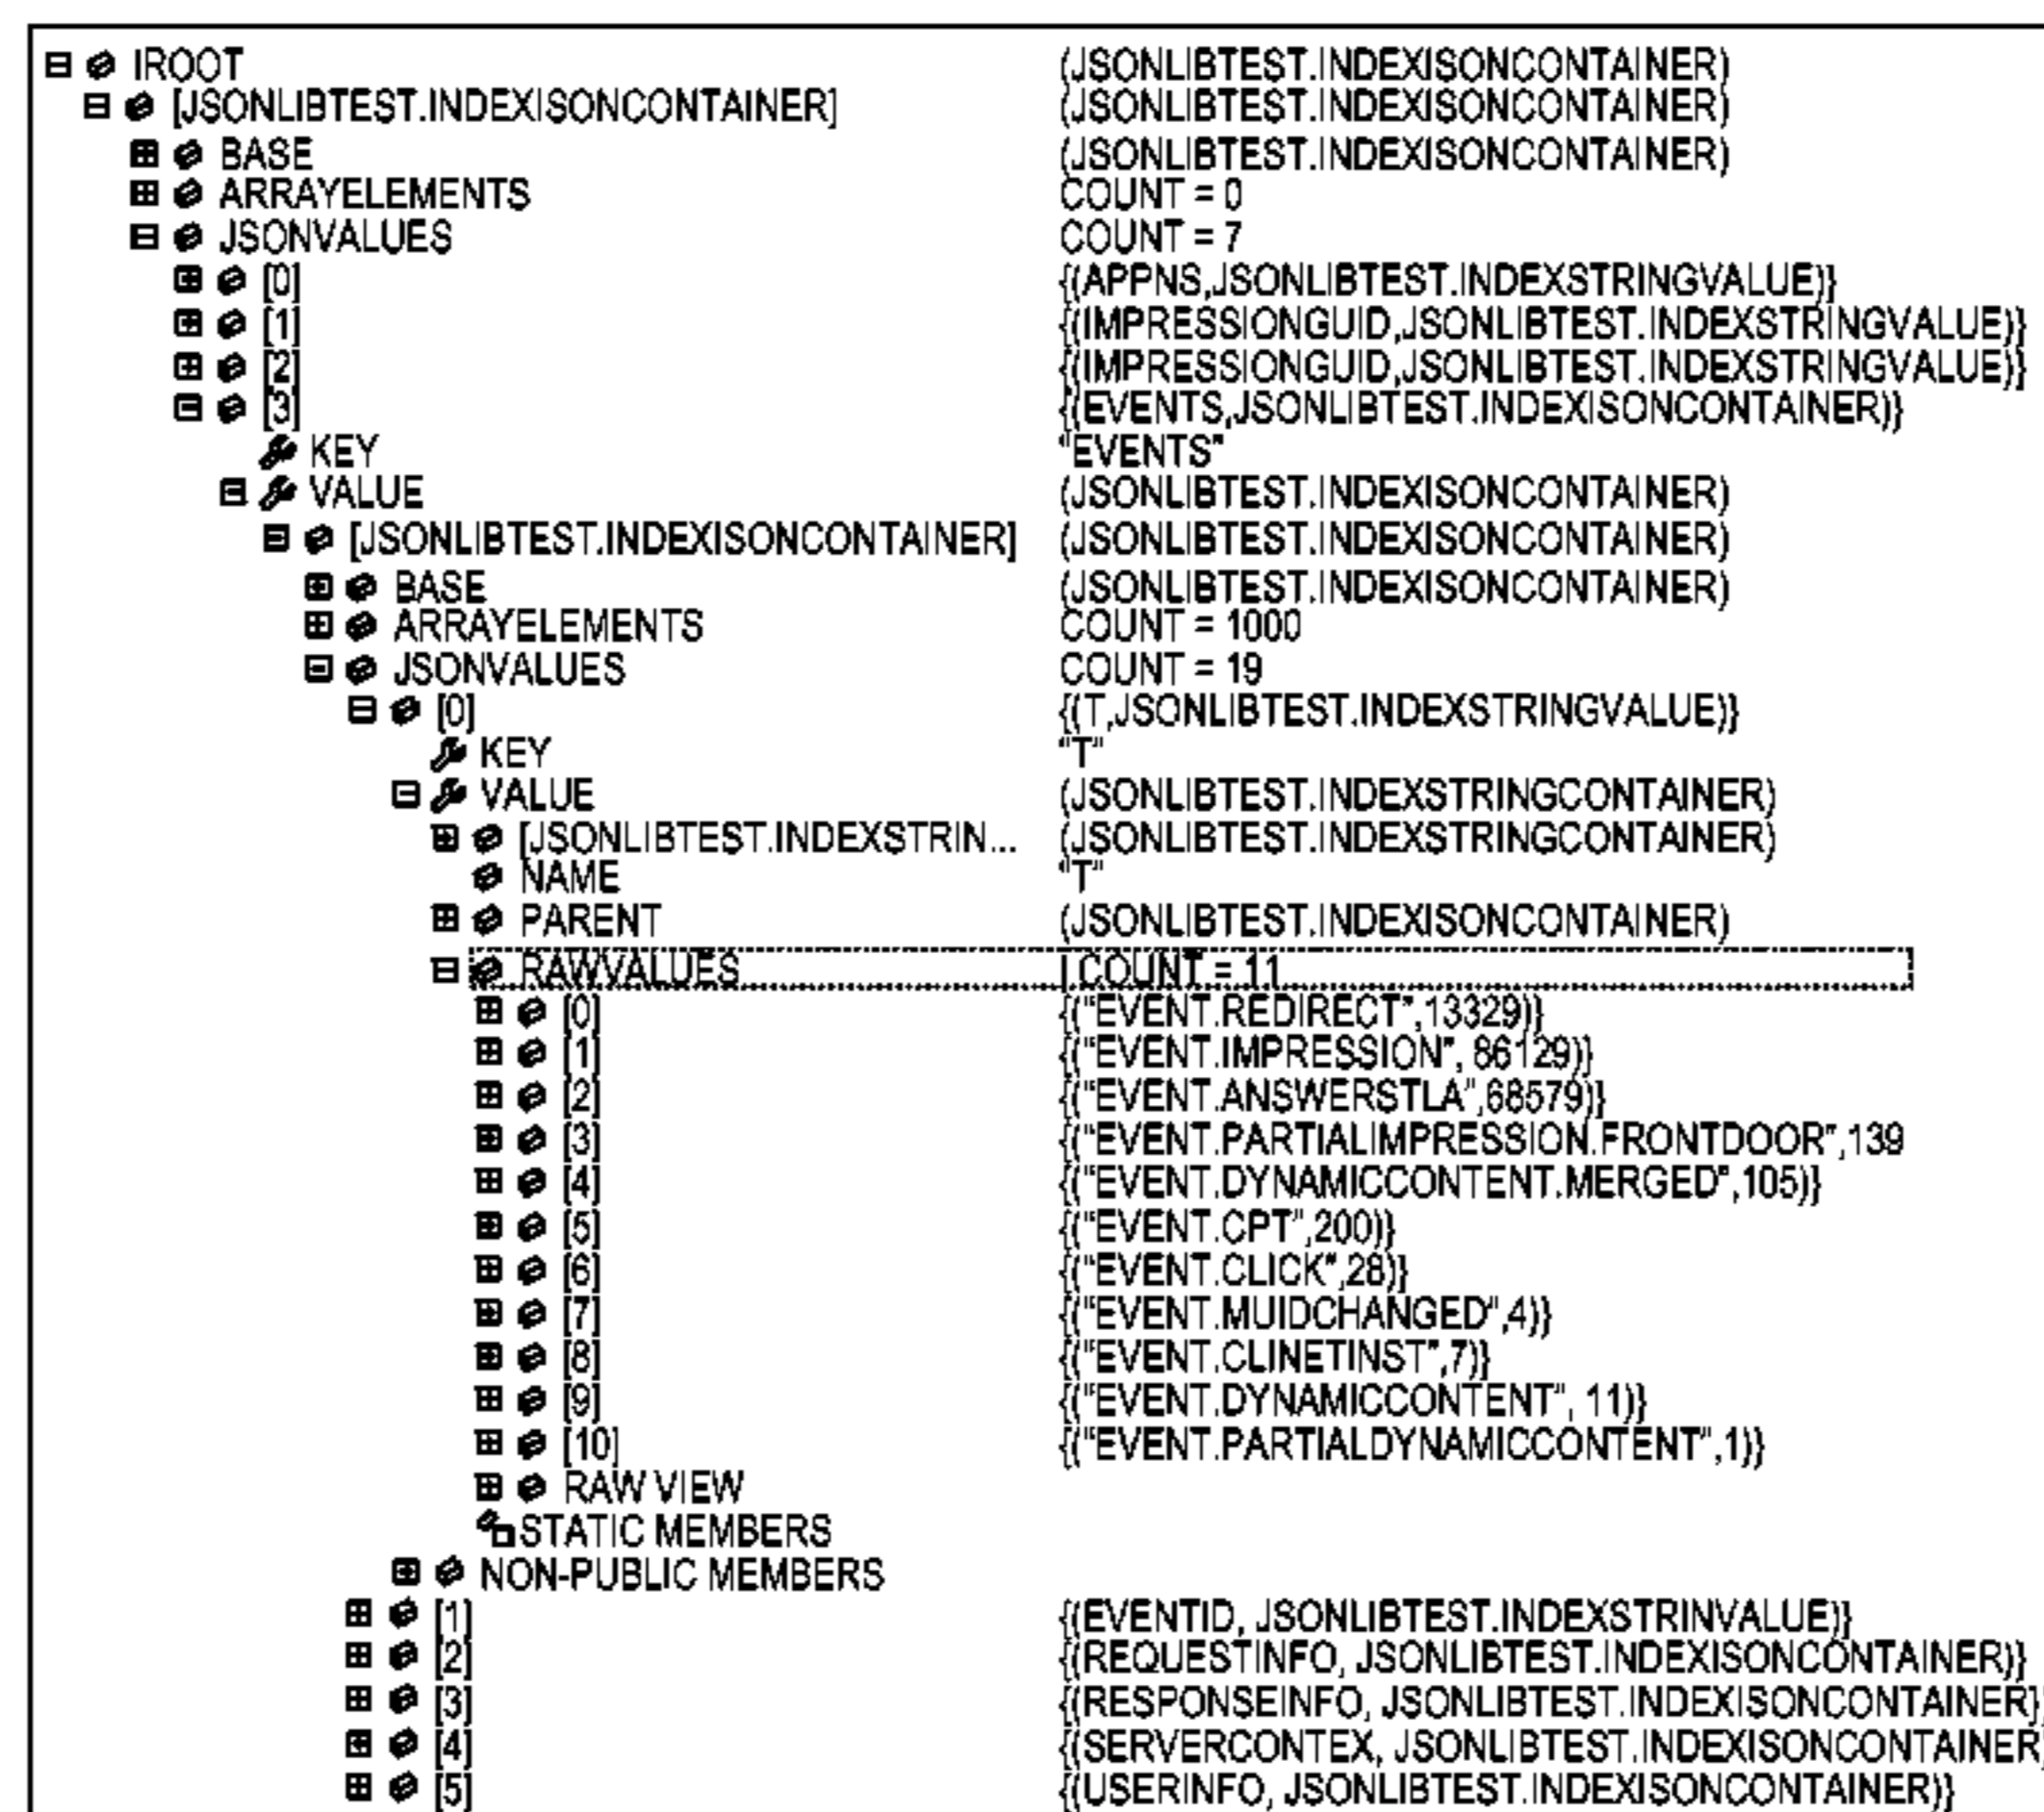 IROOT (JSONLIBTEST.INDEXISONCONTAINER)
[JSONLIBTEST.INDEXISONCONTAINER] (JSONLIBTEST.INDEXISONCONTAINER)
BASE (JSONLIBTEST.INDEXISONCONTAINER)
ARRAYELEMENTS COUNT = 0
JSONVALUES COUNT = 7
[0] {(APPNS,JSONLIBTEST.INDEXSTRINGVALUE)}
[1] {(IMPRESSIONGUID,JSONLIBTEST.INDEXSTRINGVALUE)}
[2] {(IMPRESSIONGUID,JSONLIBTEST.INDEXSTRINGVALUE)}
[3] {(EVENTS,JSONLIBTEST.INDEXISONCONTAINER)}
KEY "EVENTS"
VALUE (JSONLIBTEST.INDEXISONCONTAINER)
[JSONLIBTEST.INDEXISONCONTAINER] (JSONLIBTEST.INDEXISONCONTAINER)
BASE (JSONLIBTEST.INDEXISONCONTAINER)
ARRAYELEMENTS COUNT = 1000
JSONVALUES COUNT = 19
[0] {(T,JSONLIBTEST.INDEXSTRINGVALUE)}
KEY "T"
VALUE (JSONLIBTEST.INDEXSTRINGCONTAINER)
[JSONLIBTEST.INDEXSTRIN... (JSONLIBTEST.INDEXSTRINGCONTAINER)
NAME "T"
PARENT (JSONLIBTEST.INDEXISONCONTAINER)
RAWVALUES COUNT = 11
[0] {("EVENT.REDIRECT",13329)}
[1] {("EVENT.IMPRESSION", 86129)}
[2] {("EVENT.ANSWERSTLA",68579)}
[3] {("EVENT.PARTIALIMPRESSION.FRONTDOOR",139
[4] {("EVENT.DYNAMICCONTENT.MERGED",105)}
[5] {("EVENT.CPT",200)}
[6] {("EVENT.CLICK",28)}
[7] {("EVENT.MUIDCHANGED",4)}
[8] {("EVENT.CLINETINST",7)}
[9] {("EVENT.DYNAMICCONTENT", 11)}
[10] {("EVENT.PARTIALDYNAMICCONTENT",1)}
RAW VIEW
STATIC MEMBERS
NON-PUBLIC MEMBERS
[1] {(EVENTID, JSONLIBTEST.INDEXSTRINVALUE)}
[2] {(REQUESTINFO, JSONLIBTEST.INDEXISONCONTAINER)}
[3] {(RESPONSEINFO, JSONLIBTEST.INDEXISONCONTAINER)}
[4] {(SERVERCONTEX, JSONLIBTEST.INDEXISONCONTAINER)
[5] {(USERINFO, JSONLIBTEST.INDEXISONCONTAINER)}